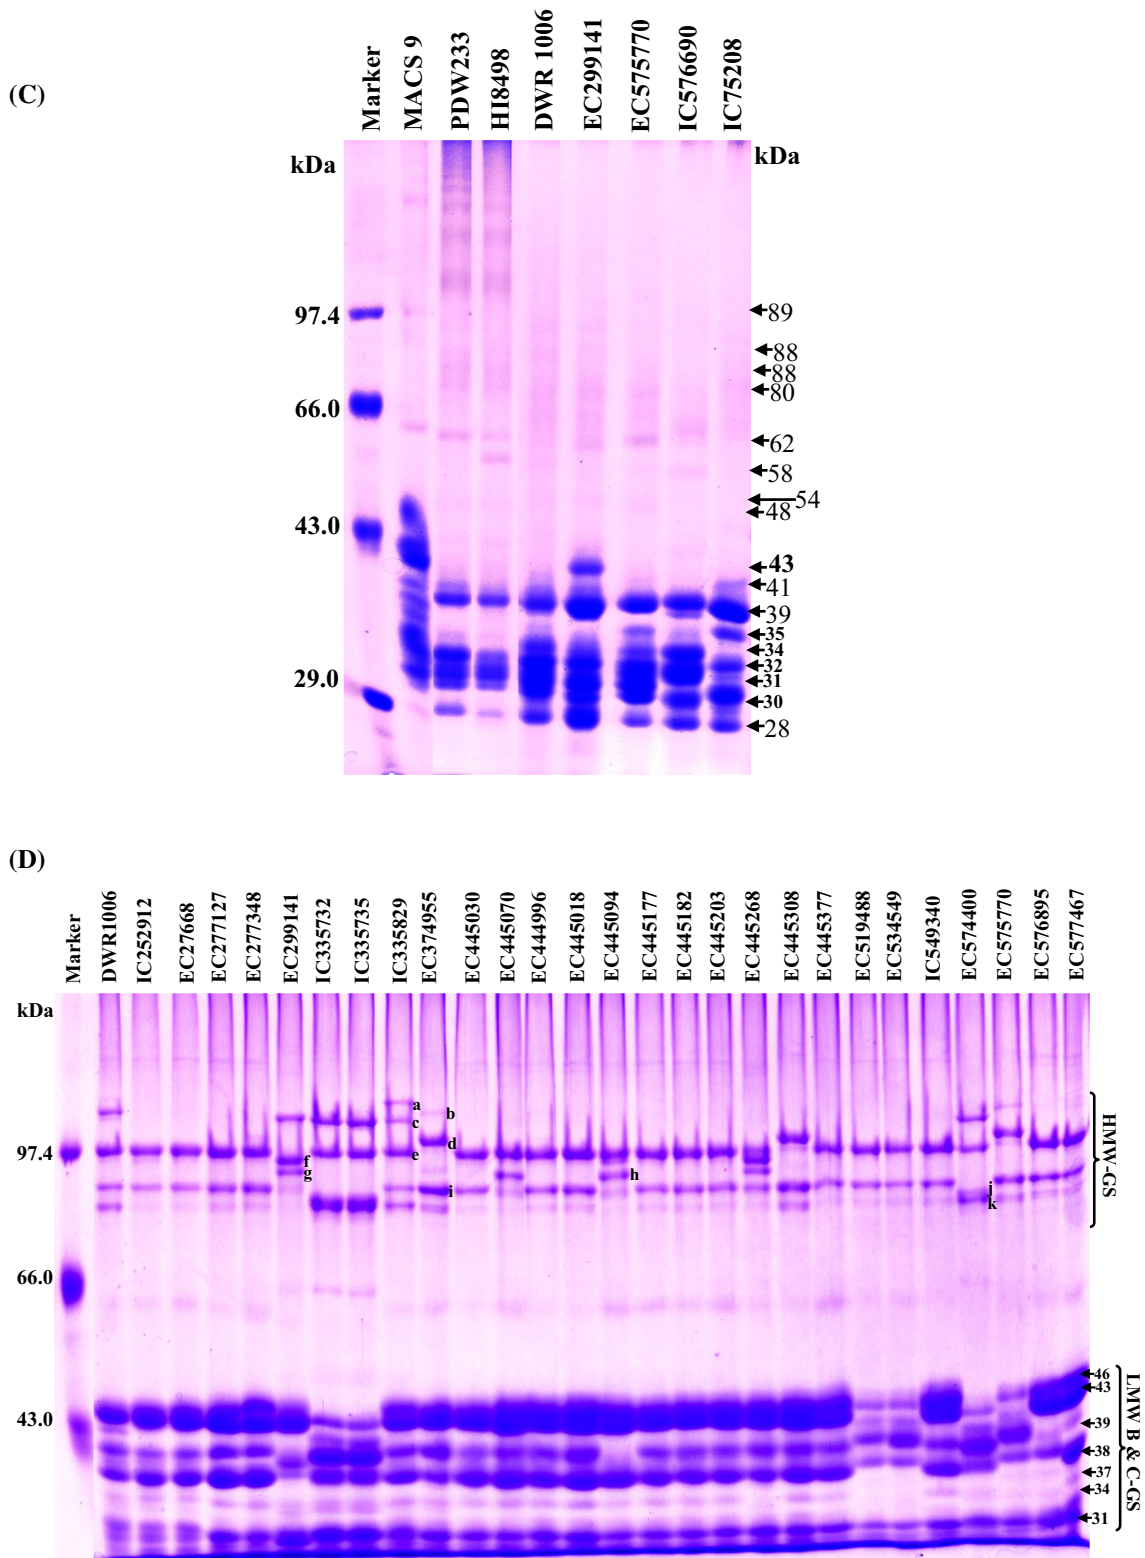 (C)
Marker
MACS 9
PDW233
HI8498
DWR 1006
EC299141
EC575770
IC576690
IC75208
kDa
kDa
97.4
66.0
43.0
29.0
89
88
88
80
62
58
54
48
43
41
39
35
34
32
31
30
28
(D)
Marker
DWR1006
IC252912
EC27668
EC277127
EC277348
EC299141
IC335732
IC335735
IC335829
EC374955
EC445030
EC445070
EC444996
EC445018
EC445094
EC445177
EC445182
EC445203
EC445268
EC445308
EC445377
EC519488
EC534549
IC549340
EC574400
EC575770
EC576895
EC577467
kDa
97.4
66.0
43.0
a
b
c
d
e
f
g
h
i
j
k
HMW-GS
46
43
39
38
37
34
31
LMW B & C-GS